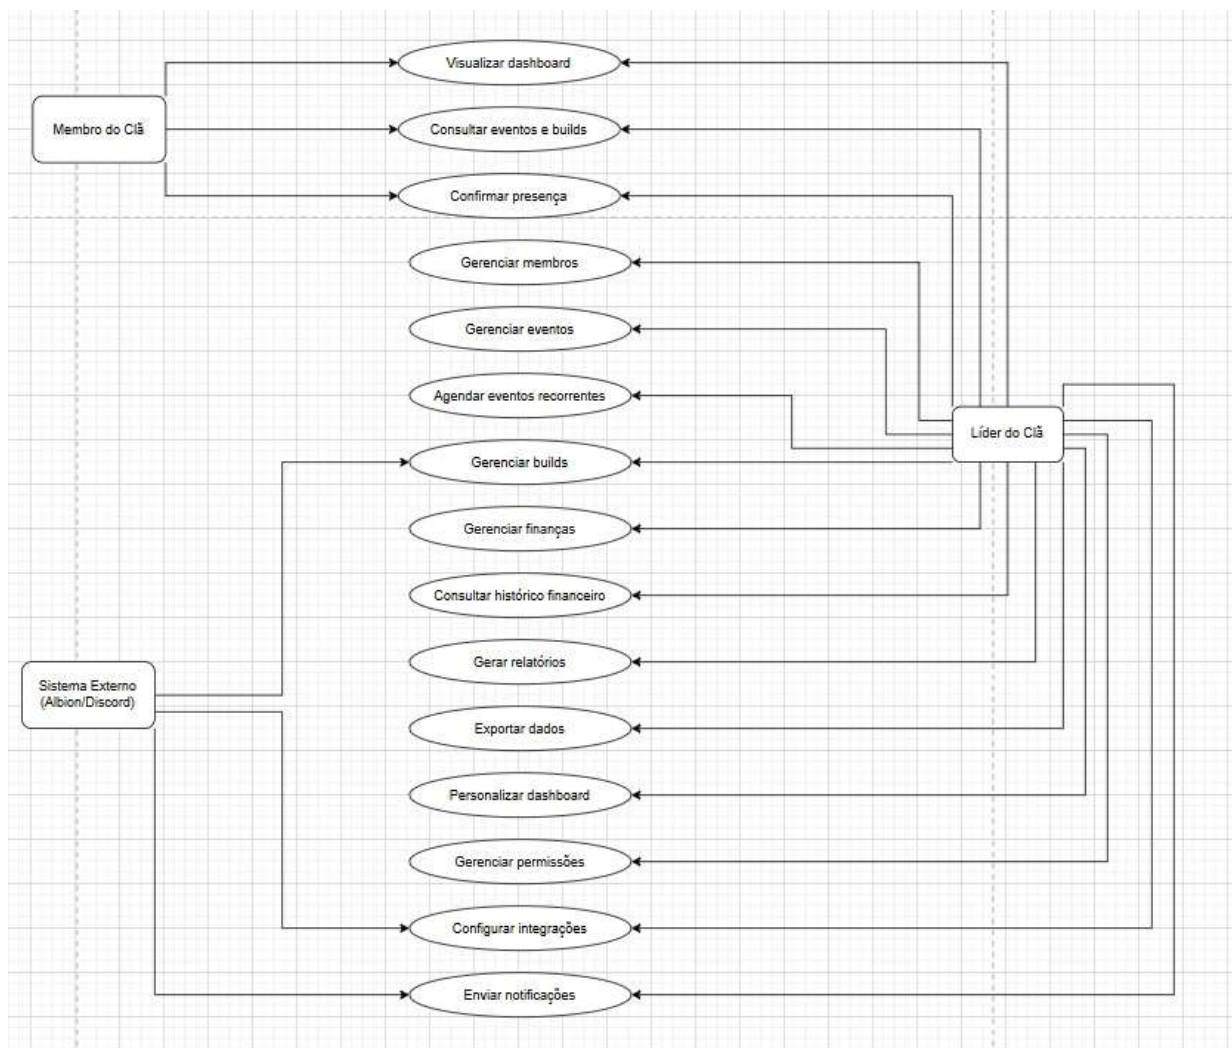 Visualizar dashboard
Membro do Clã
Consultar eventos e builds
Confirmar presença
Gerenciar membros
Gerenciar eventos
Agendar eventos recorrentes
Líder do Clã
Gerenciar builds
Gerenciar finanças
Consultar histórico financeiro
Gerar relatórios
Sistema Externo
(Albion/Discord)
Exportar dados
Personalizar dashboard
Gerenciar permissões
Configurar integrações
Enviar notificações